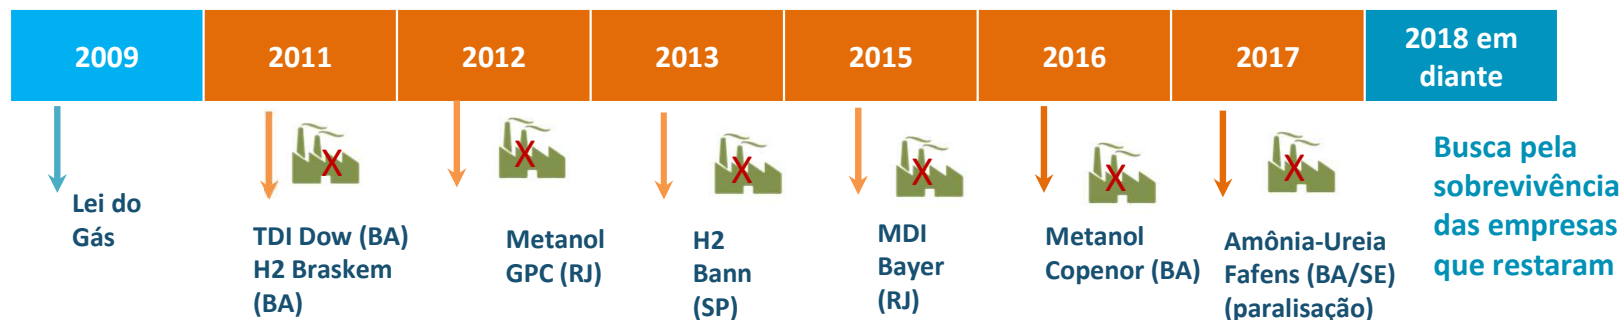 2009
2011
2012
2013
2015
2016
2017
2018 em
diante
Lei do
Gás
TDI Dow (BA)
H2 Braskem
(BA)
Metanol
GPC (RJ)
H2
Bann
(SP)
MDI
Bayer
(RJ)
Metanol
Copenor (BA)
Amônia-Ureia
Fafens (BA/SE)
(paralisação)
Busca pela
sobrevivência
das empresas
que restaram